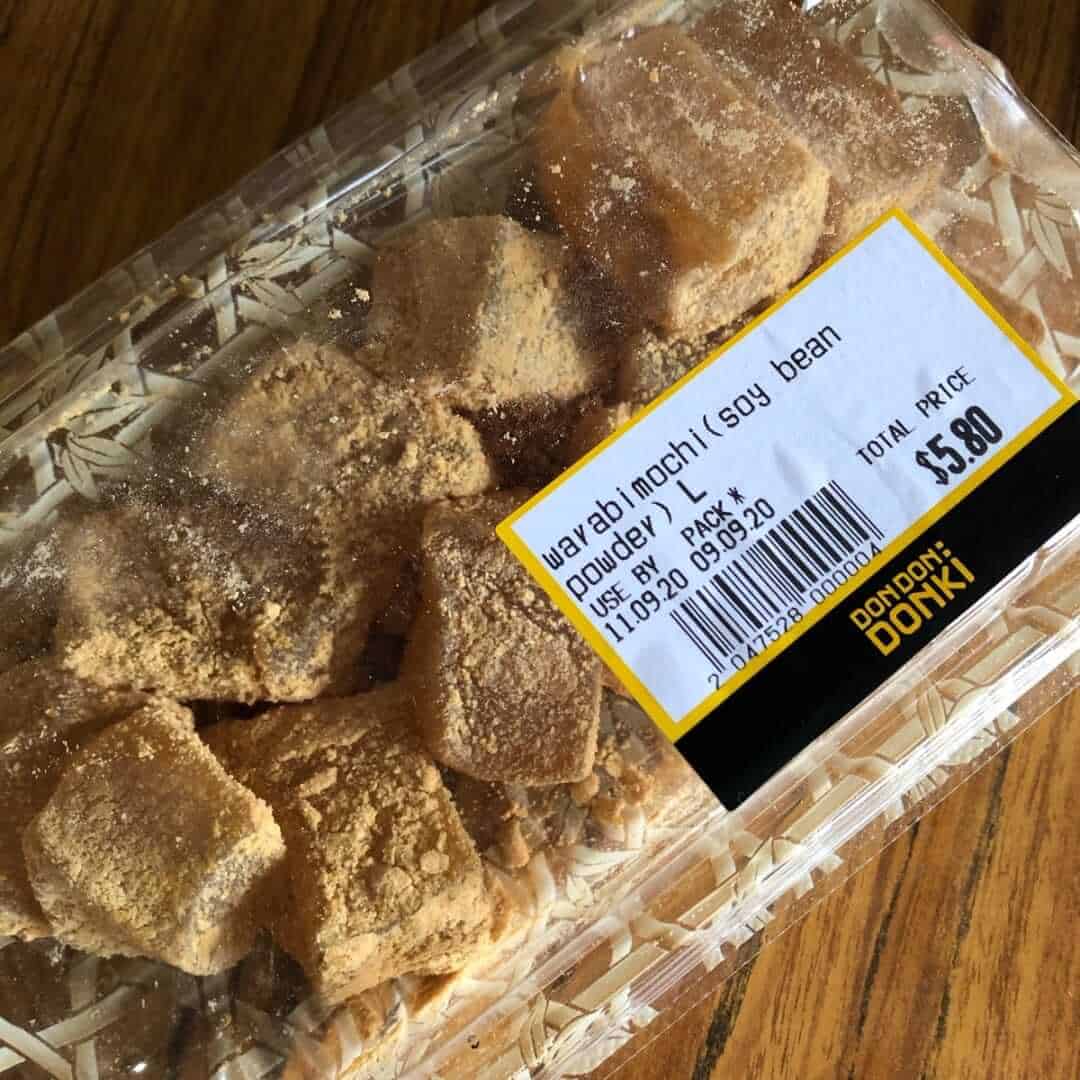 warabimochi(soy bean
powder) L
TOTAL PRICE
$5.80
USE BY PACK*
11.09.20 09.09.20
2 047528 000004
DON DON:
DONKI